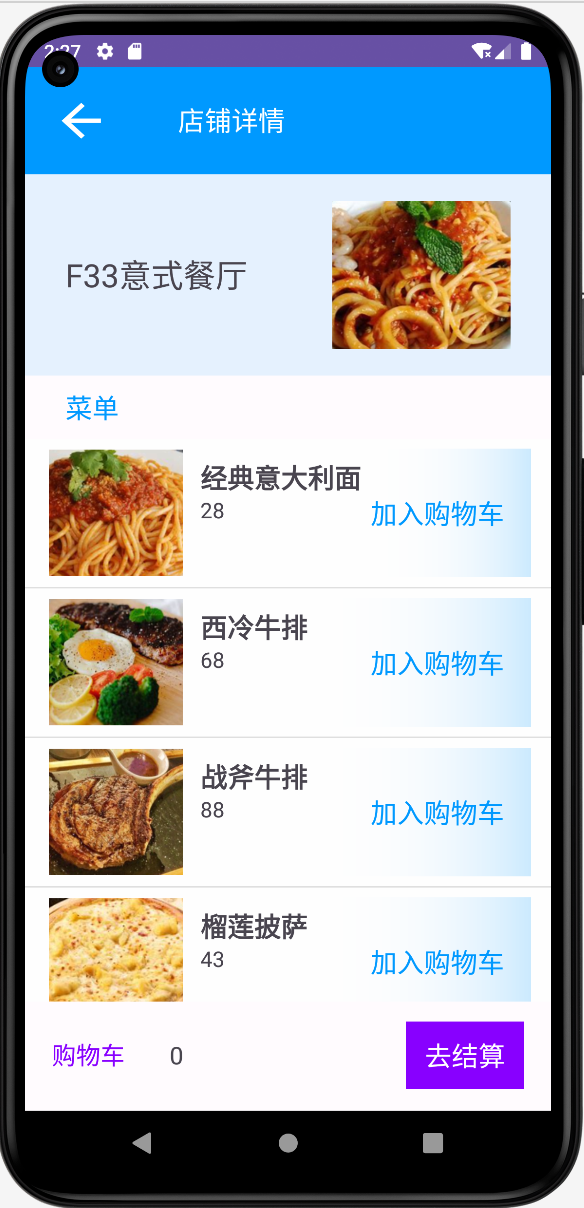 2:27
店铺详情
F33意式餐厅
菜单
经典意大利面
28
加入购物车
西冷牛排
68
加入购物车
战斧牛排
88
加入购物车
榴莲披萨
43
加入购物车
购物车 0 去结算